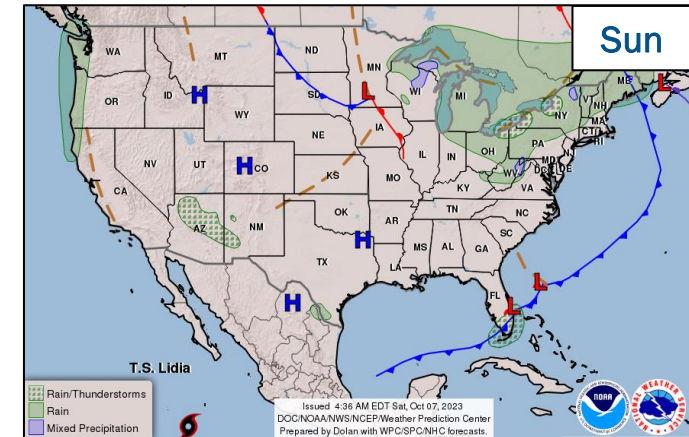 Sun
WA
MT
ND
MN
ME
OR
ID
SD
WI
MI
VT
NH
WY
NY
MA
CT
RI
IA
NE
PA
NJ
OH
IL
IN
MD
DE
DC
NV
UT
CO
WV
VA
KS
MO
KY
CA
NC
TN
OK
AR
SC
AZ
NM
MS
AL
GA
TX
LA
FL
H
H
H
H
L
L
L
L
T.S. Lidia
Rain/Thunderstorms
Rain
Mixed Precipitation
Issued 4:36 AM EDT Sat, Oct 07, 2023
DOC/NOAA/NWS/NCEP/Weather Prediction Center
Prepared by Dolan with WPC/SPC/NHC forecasts.
NOAA
NATIONAL WEATHER SERVICE